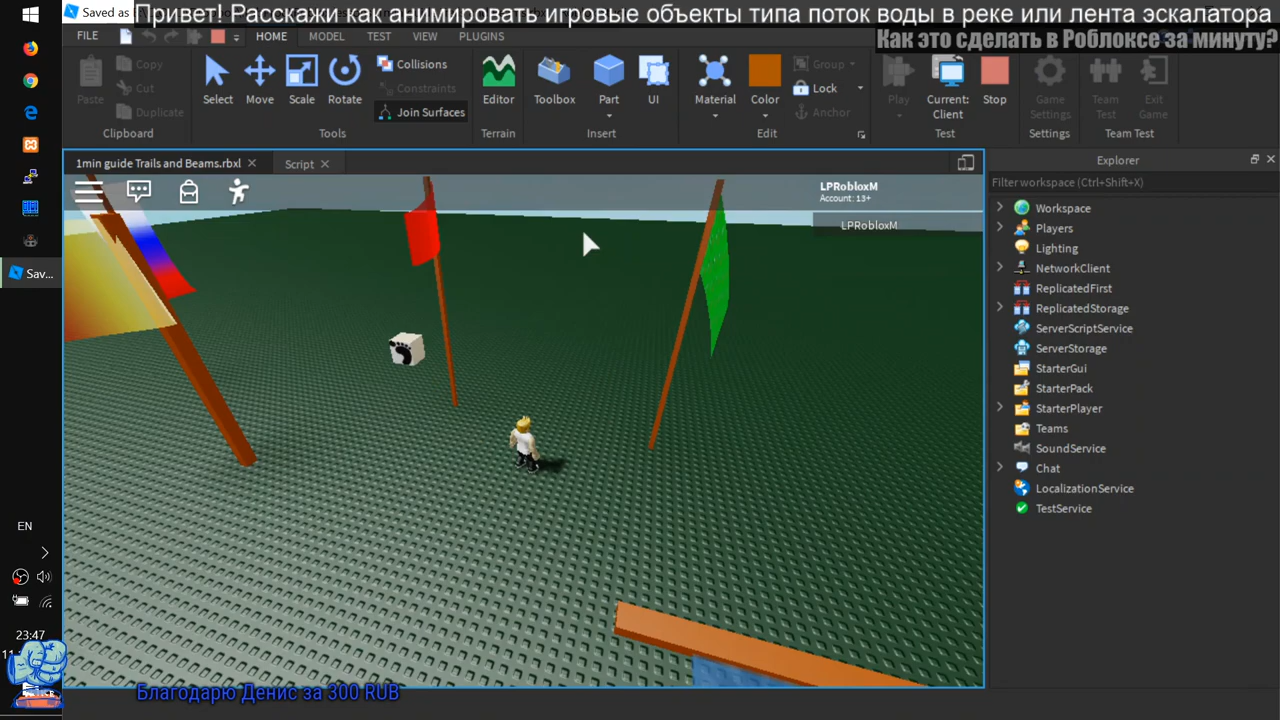 Saved as
Привет! Расскажи как анимировать игровые объекты типа поток воды в реке или лента эскалатора
Как это сделать в Роблоксе за минуту?
FILE
HOME
MODEL
TEST
VIEW
PLUGINS
Paste
Copy
Cut
Duplicate
Clipboard
Select
Move
Scale
Rotate
Collisions
Constraints
Join Surfaces
Tools
Editor
Terrain
Toolbox
Part
UI
Insert
Material
Color
Group
Lock
Anchor
Edit
Play
Current:
Client
Stop
Test
Game
Settings
Settings
Team
Test
Exit
Game
Team Test
1min guide Trails and Beams.rbxl
Script
LPRobloxM
Account: 13+
LPRobloxM
Explorer
Filter workspace (Ctrl+Shift+X)
Workspace
Players
Lighting
NetworkClient
ReplicatedFirst
ReplicatedStorage
ServerScriptService
ServerStorage
StarterGui
StarterPack
StarterPlayer
Teams
SoundService
Chat
LocalizationService
TestService
Sav...
EN
23:47
Благодарю Денис за 300 RUB